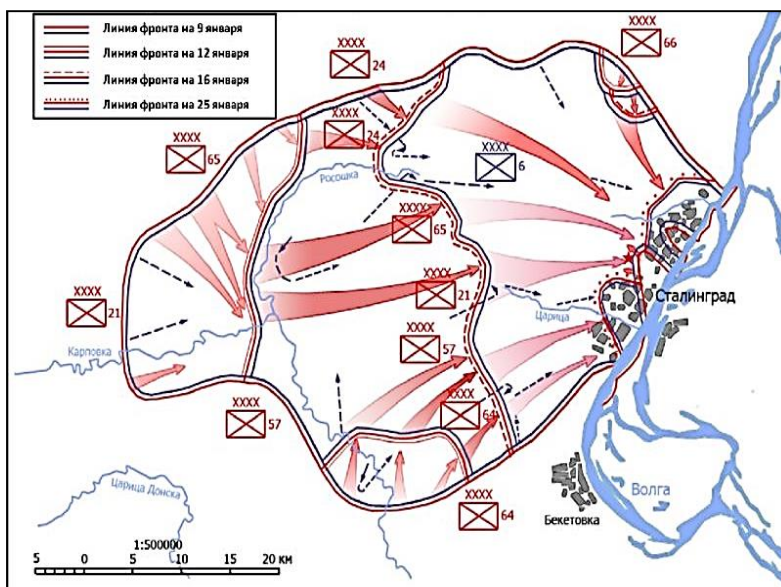 Линия фронта на 9 января
Линия фронта на 12 января
Линия фронта на 16 января
Линия фронта на 25 января
XXXX
24
XXXX
66
XXXX
24
XXXX
65
XXXX
6
Росошка
XXXX
65
XXXX
21
XXXX
21
Сталинград
Царица
Карповка
XXXX
57
XXXX
57
XXXX
64
XXXX
64
Царица Донска
Волга
Бекетовка
1:500000
5 0 5 10 15 20 км